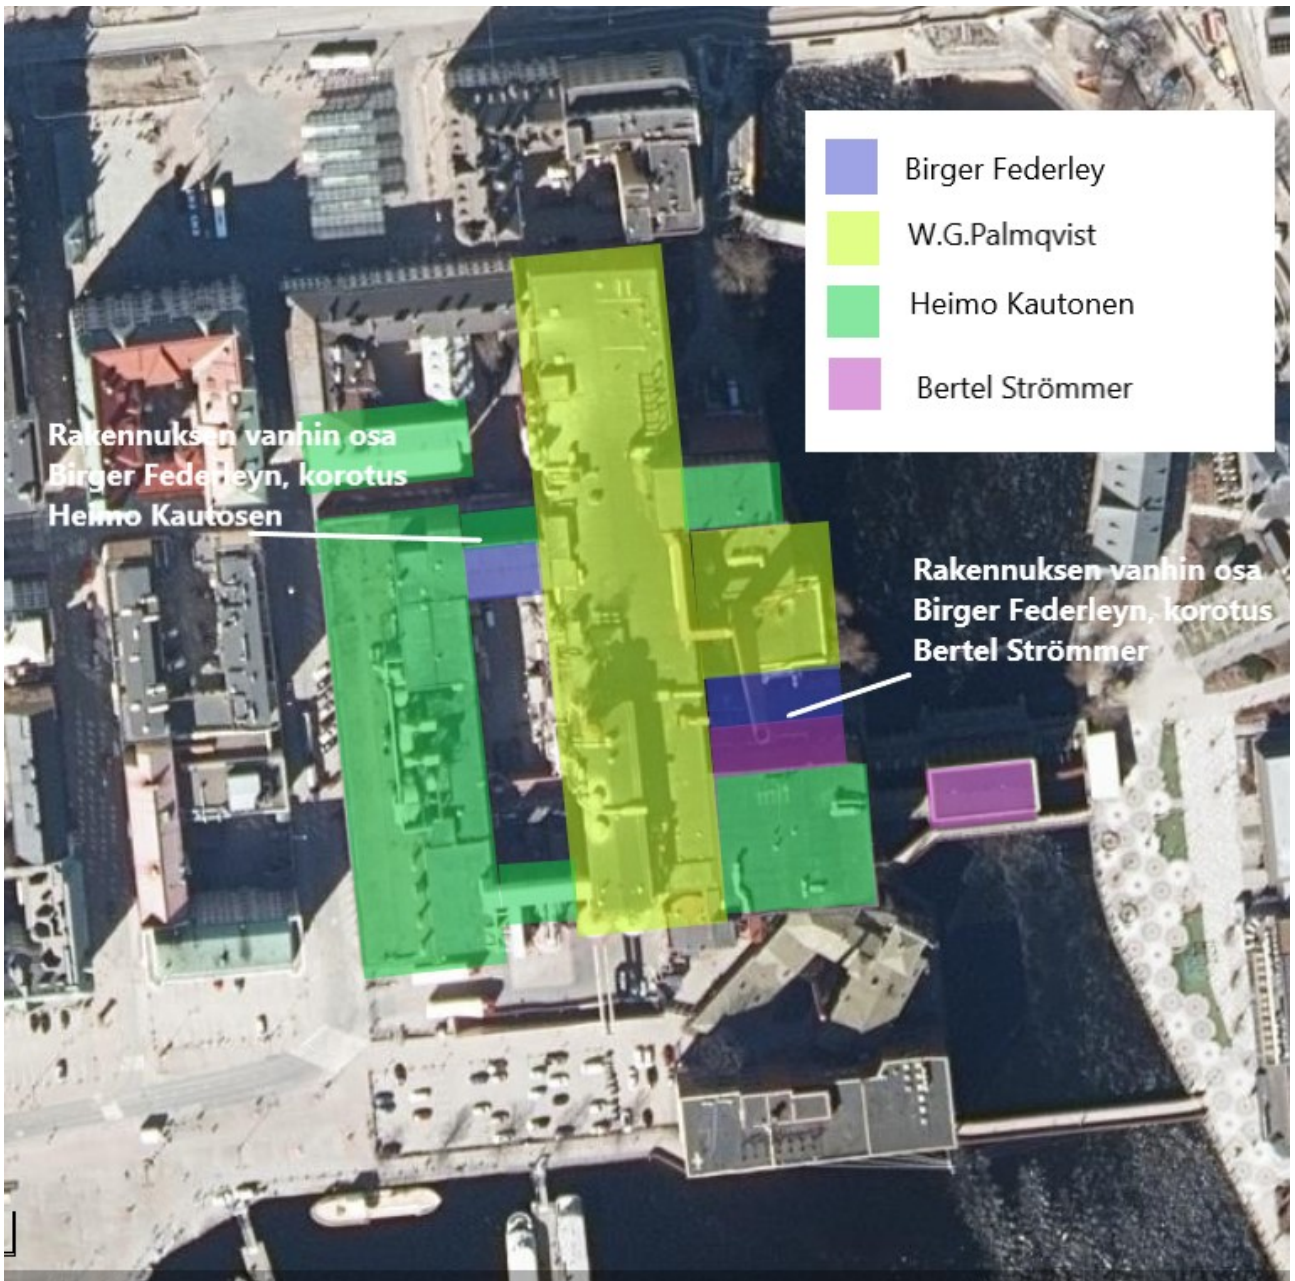 Birger Federley
W.G.Palmqvist
Heimo Kautonen
Bertel Strömmer
Rakennuksen vanhin osa
Birger Federleyn, korotus
Heimo Kautosen
Rakennuksen vanhin osa
Birger Federleyn, korotus
Bertel Strömmer